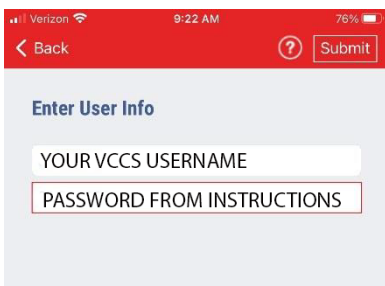 Verizon 9:22 AM 76%
Back ? Submit
Enter User Info
YOUR VCCS USERNAME
PASSWORD FROM INSTRUCTIONS